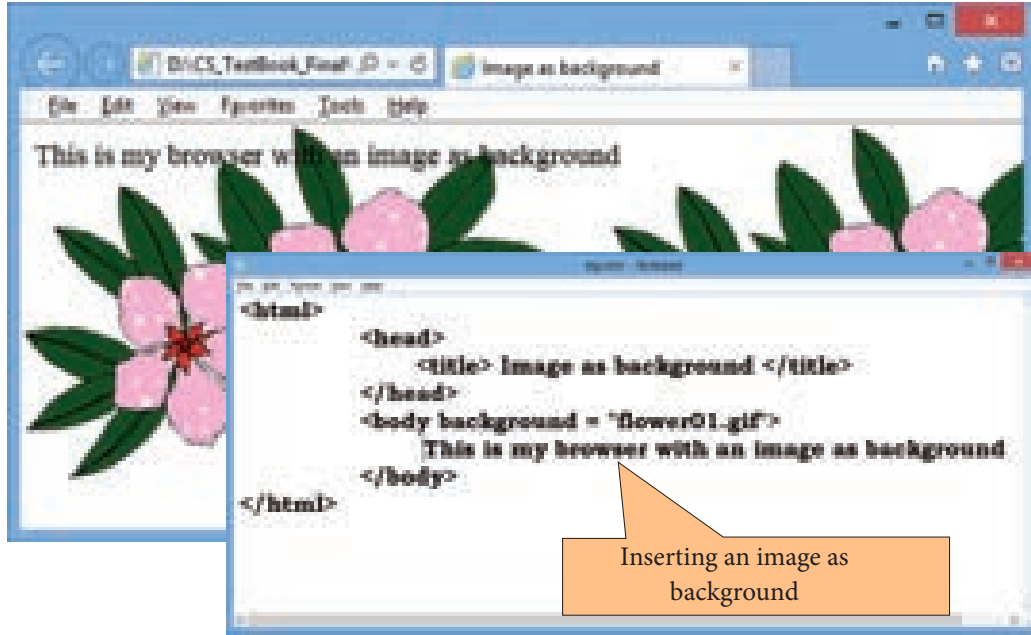 D:\CS_TextBook_Final\
Image as background
File Edit View Favorites Tools Help
This is my browser with an image as background
<html>
<head>
<title> Image as background </title>
</head>
<body background = "flower01.gif">
This is my browser with an image as background
</body>
</html>
Inserting an image as
background